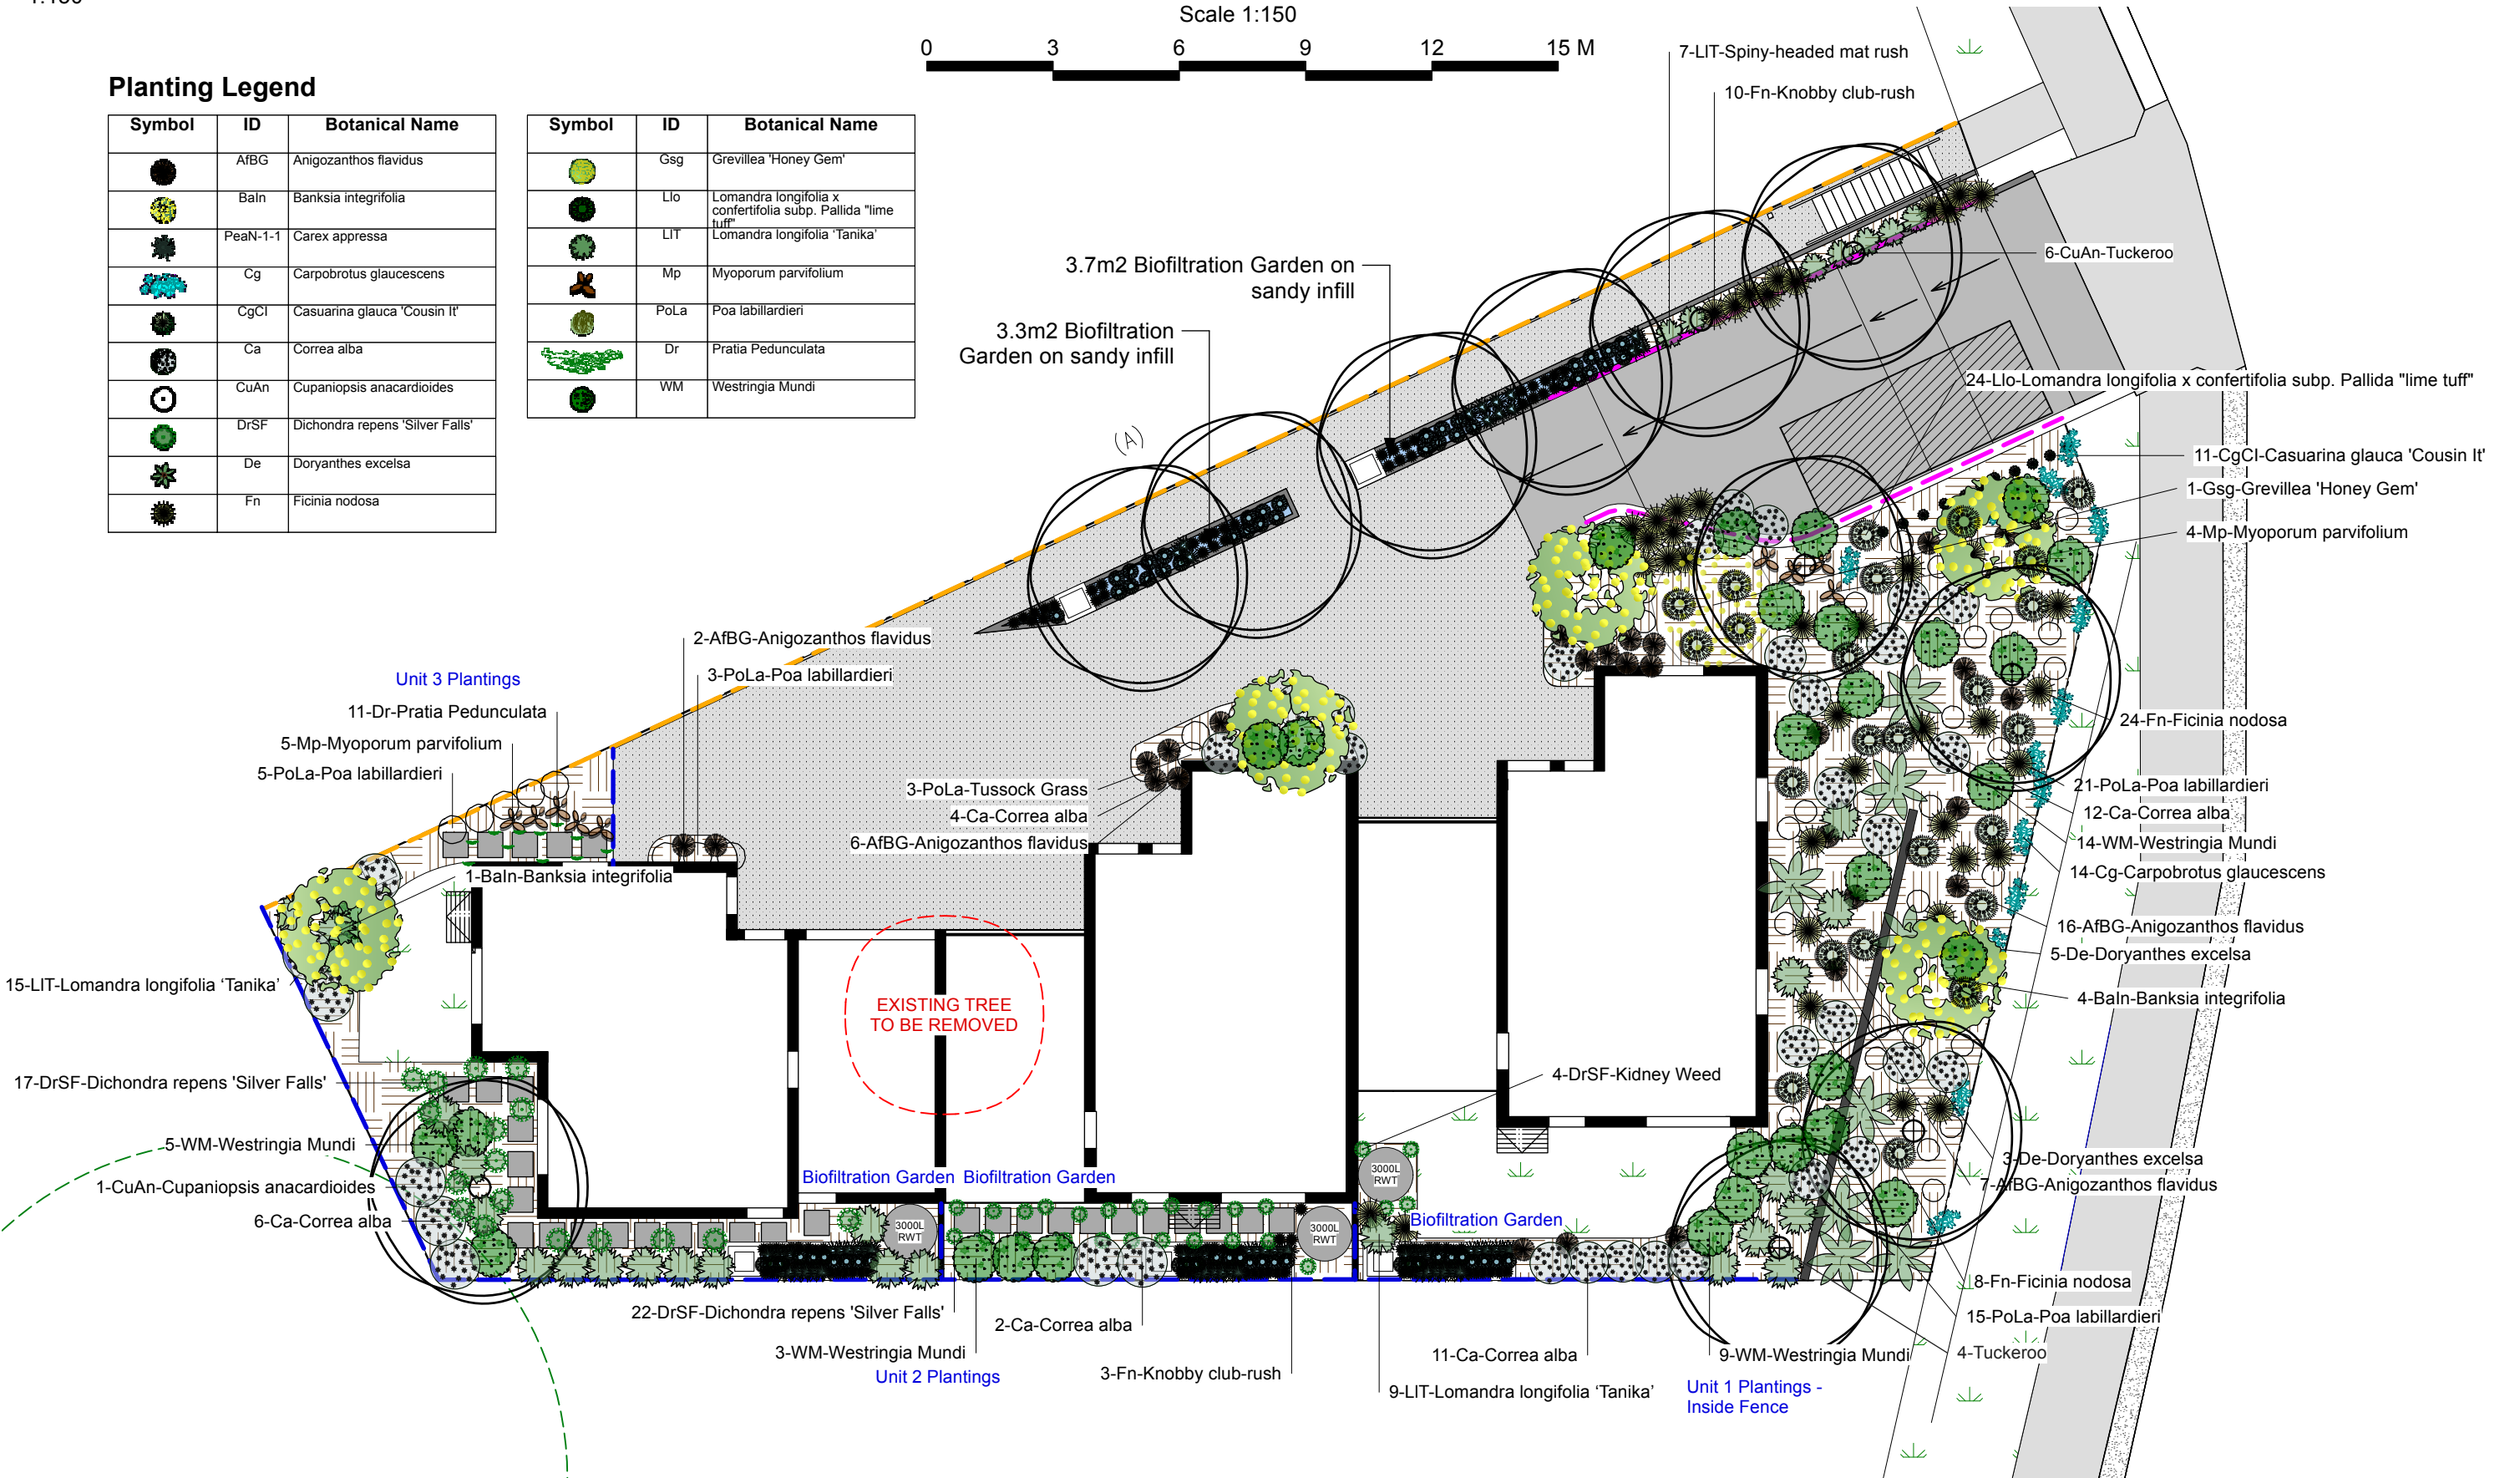 Scale 1:150
0 3 6 9 12 15 M
Planting Legend
Symbol ID Botanical Name
AfBG Anigozanthos flavidus
BaIn Banksia integrifolia
PeaN-1-1 Carex appressa
Cg Carpobrotus glaucescens
CgCI Casuarina glauca 'Cousin It'
Ca Correa alba
CuAn Cupaniopsis anacardioides
DrSF Dichondra repens 'Silver Falls'
De Doryanthes excelsa
Fn Ficinia nodosa
Symbol ID Botanical Name
Gsg Grevillea 'Honey Gem'
Llo Lomandra longifolia x
confertifolia subp. Pallida "lime
tuff"
LIT Lomandra longifolia ‘Tanika’
Mp Myoporum parvifolium
PoLa Poa labillardieri
Dr Pratia Pedunculata
WM Westringia Mundi
7-LIT-Spiny-headed mat rush
10-Fn-Knobby club-rush
6-CuAn-Tuckeroo
3.7m2 Biofiltration Garden on
sandy infill
3.3m2 Biofiltration
Garden on sandy infill
(A)
24-Llo-Lomandra longifolia x confertifolia subp. Pallida "lime tuff"
11-CgCI-Casuarina glauca 'Cousin It'
1-Gsg-Grevillea 'Honey Gem'
4-Mp-Myoporum parvifolium
2-AfBG-Anigozanthos flavidus
3-PoLa-Poa labillardieri
Unit 3 Plantings
11-Dr-Pratia Pedunculata
5-Mp-Myoporum parvifolium
5-PoLa-Poa labillardieri
24-Fn-Ficinia nodosa
3-PoLa-Tussock Grass
4-Ca-Correa alba
6-AfBG-Anigozanthos flavidus
21-PoLa-Poa labillardieri
12-Ca-Correa alba
14-WM-Westringia Mundi
14-Cg-Carpobrotus glaucescens
1-BaIn-Banksia integrifolia
16-AfBG-Anigozanthos flavidus
5-De-Doryanthes excelsa
15-LIT-Lomandra longifolia ‘Tanika’
EXISTING TREE
TO BE REMOVED
4-BaIn-Banksia integrifolia
17-DrSF-Dichondra repens 'Silver Falls'
4-DrSF-Kidney Weed
5-WM-Westringia Mundi
1-CuAn-Cupaniopsis anacardioides
6-Ca-Correa alba
Biofiltration Garden
Biofiltration Garden
3000L
RWT
3000L
RWT
3000L
RWT
Biofiltration Garden
3-De-Doryanthes excelsa
7-AfBG-Anigozanthos flavidus
8-Fn-Ficinia nodosa
15-PoLa-Poa labillardieri
22-DrSF-Dichondra repens 'Silver Falls'
2-Ca-Correa alba
3-WM-Westringia Mundi
Unit 2 Plantings
3-Fn-Knobby club-rush
11-Ca-Correa alba
9-LIT-Lomandra longifolia ‘Tanika’
9-WM-Westringia Mundi
4-Tuckeroo
Unit 1 Plantings -
Inside Fence